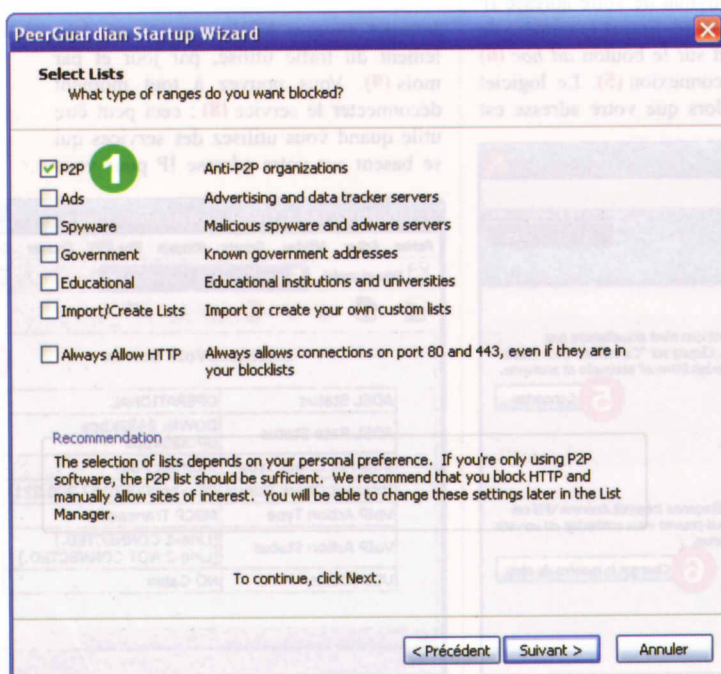 PeerGuardian Startup Wizard
Select Lists
What type of ranges do you want blocked?
P2P 1 Anti-P2P organizations
Ads Advertising and data tracker servers
Spyware Malicious spyware and adware servers
Government Known government addresses
Educational Educational institutions and universities
Import/Create Lists Import or create your own custom lists
Always Allow HTTP Always allows connections on port 80 and 443, even if they are in
your blocklists
Recommendation
The selection of lists depends on your personal preference. If you're only using P2P
software, the P2P list should be sufficient. We recommend that you block HTTP and
manually allow sites of interest. You will be able to change these settings later in the List
Manager.
To continue, click Next.
< Précédent Suivant > Annuler